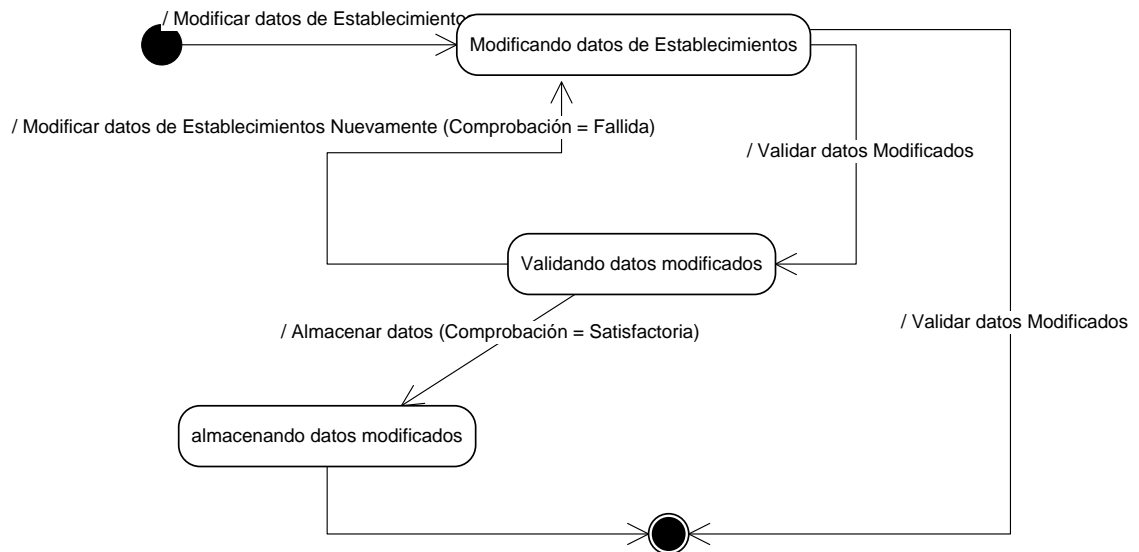 / Modificar datos de Establecimiento
Modificando datos de Establecimientos
/ Modificar datos de Establecimientos Nuevamente (Comprobación = Fallida)
/ Validar datos Modificados
Validando datos modificados
/ Almacenar datos (Comprobación = Satisfactoria)
/ Validar datos Modificados
almacenando datos modificados